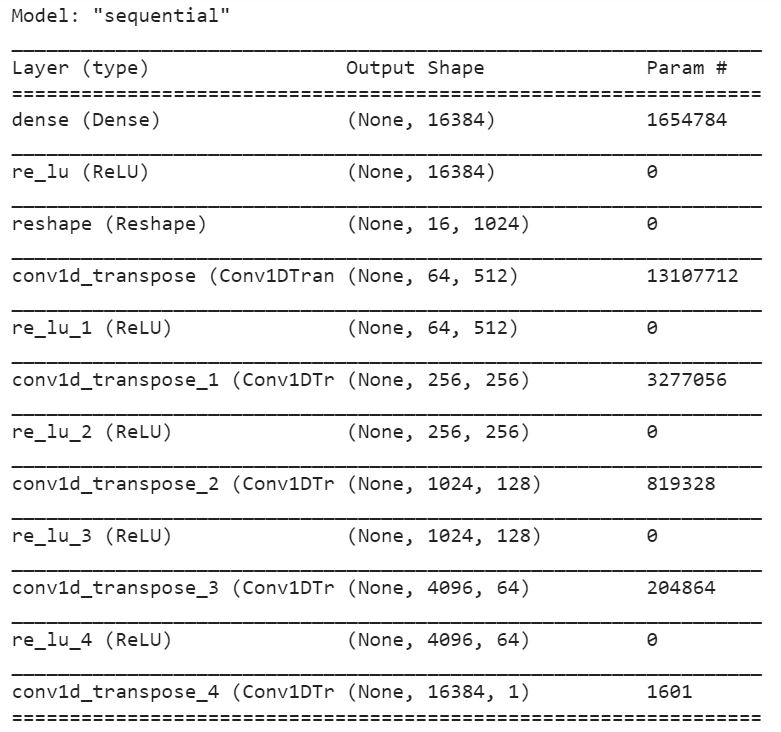 Model: "sequential"
Layer (type) Output Shape Param #
dense (Dense) (None, 16384) 1654784
re_lu (ReLU) (None, 16384) 0
reshape (Reshape) (None, 16, 1024) 0
conv1d_transpose (Conv1DTran (None, 64, 512) 13107712
re_lu_1 (ReLU) (None, 64, 512) 0
conv1d_transpose_1 (Conv1DTr (None, 256, 256) 3277056
re_lu_2 (ReLU) (None, 256, 256) 0
conv1d_transpose_2 (Conv1DTr (None, 1024, 128) 819328
re_lu_3 (ReLU) (None, 1024, 128) 0
conv1d_transpose_3 (Conv1DTr (None, 4096, 64) 204864
re_lu_4 (ReLU) (None, 4096, 64) 0
conv1d_transpose_4 (Conv1DTr (None, 16384, 1) 1601